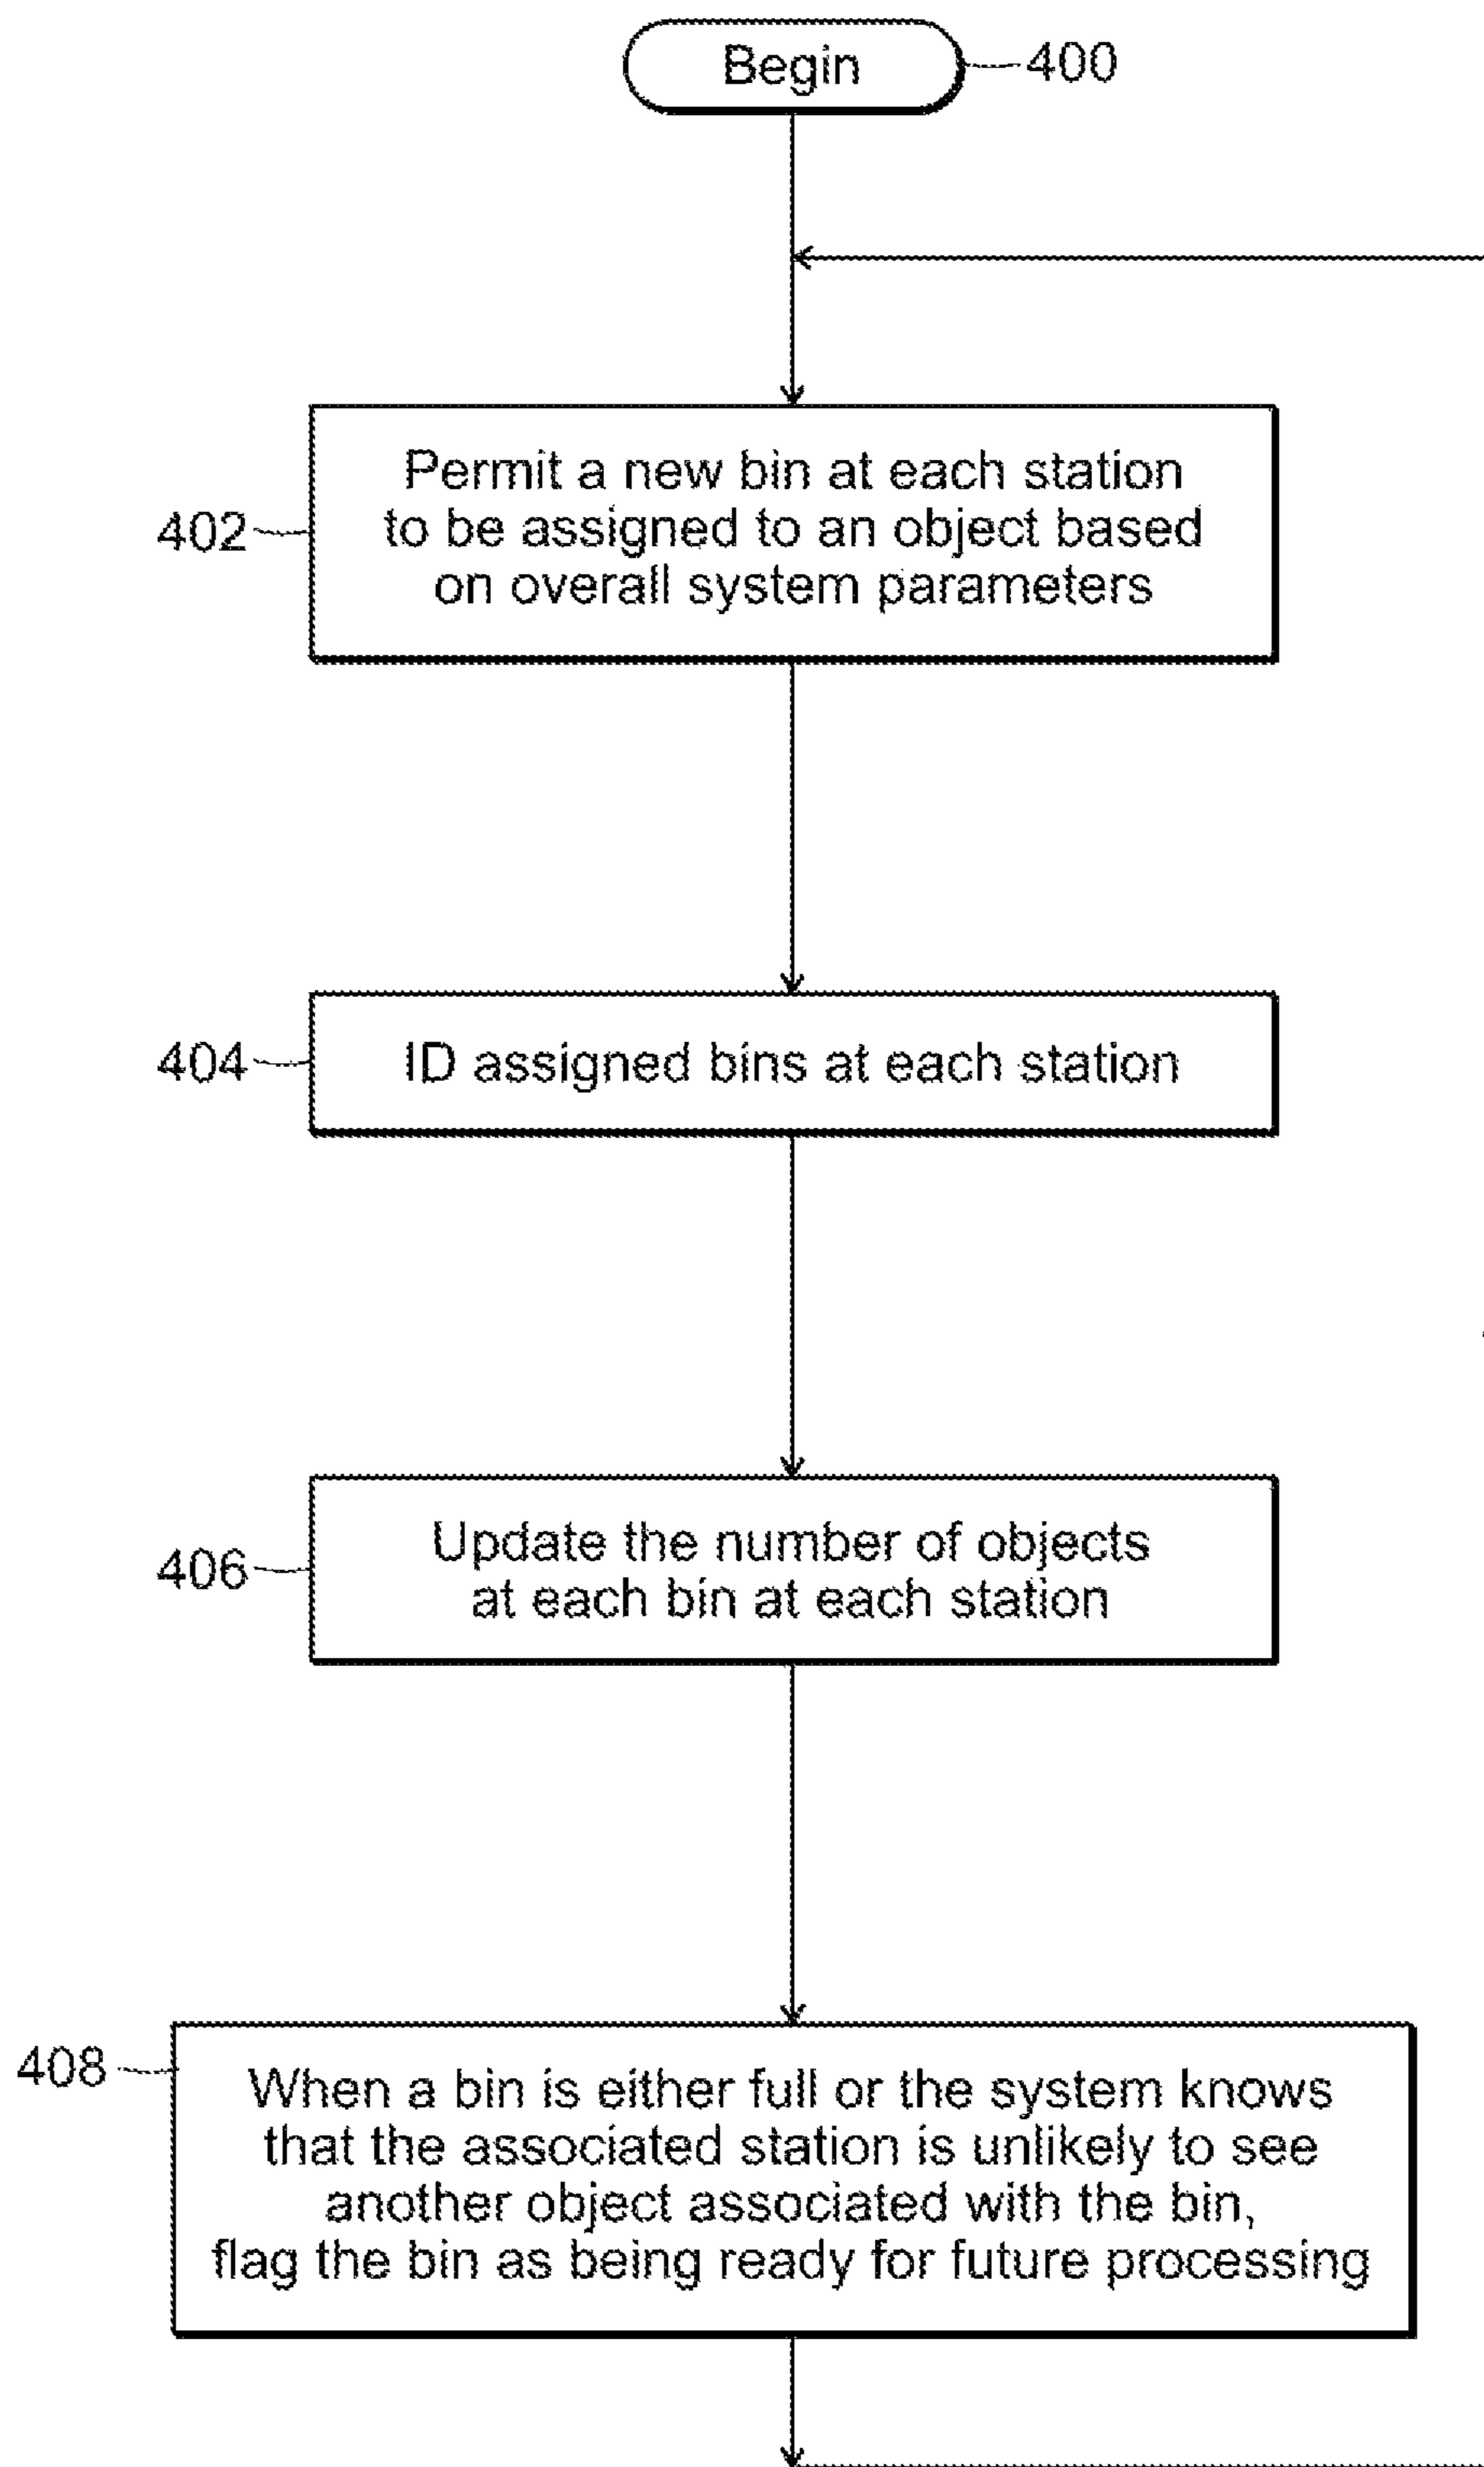 Begin
400
Permit a new bin at each station
to be assigned to an object based
on overall system parameters
402
ID assigned bins at each station
404
Update the number of objects
at each bin at each station
406
408
When a bin is either full or the system knows
that the associated station is unlikely to see
another object associated with the bin,
flag the bin as being ready for future processing